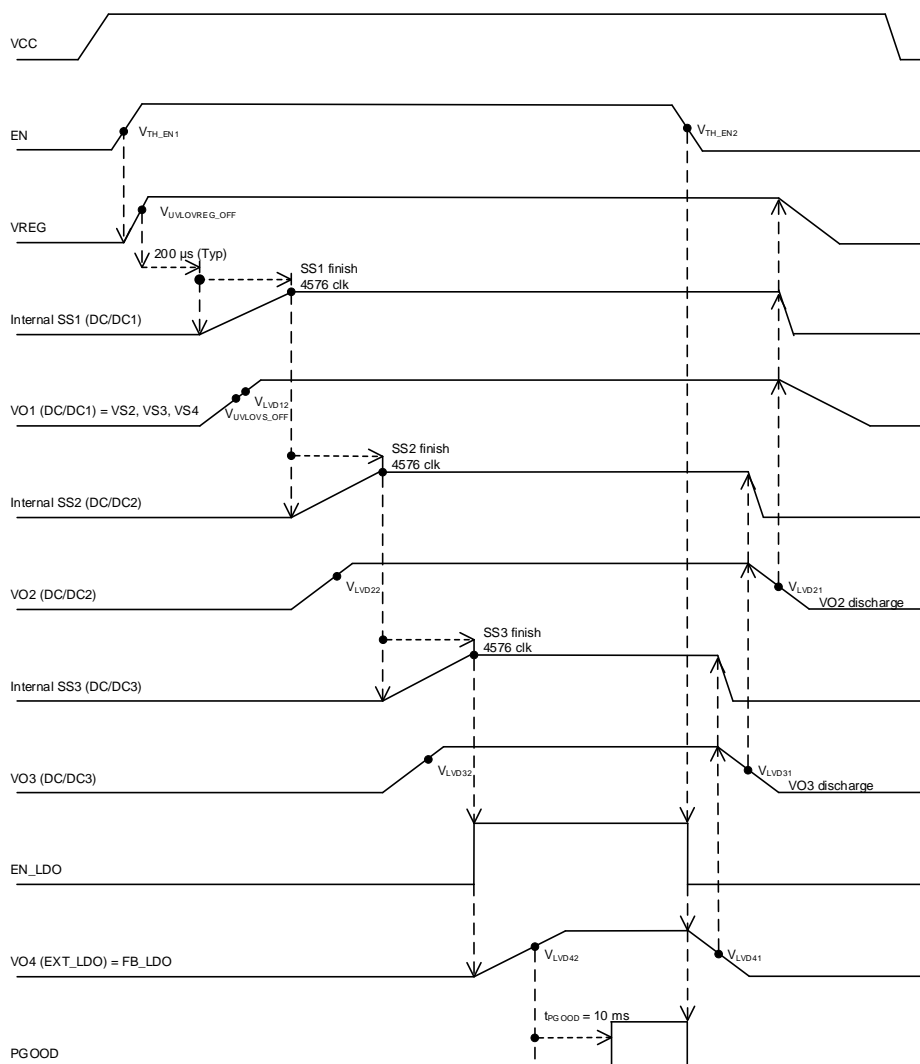 VCC
EN
VTH_EN1
VTH_EN2
VREG
VUVLOVREG_OFF
200 µs (Typ)
SS1 finish
4576 clk
Internal SS1 (DC/DC1)
VLVD12
VUVLOVS_OFF
VO1 (DC/DC1) = VS2, VS3, VS4
SS2 finish
4576 clk
Internal SS2 (DC/DC2)
VLVD22
VLVD21
VO2 (DC/DC2)
VO2 discharge
SS3 finish
4576 clk
Internal SS3 (DC/DC3)
VLVD32
VLVD31
VO3 (DC/DC3)
VO3 discharge
EN_LDO
VO4 (EXT_LDO) = FB_LDO
VLVD42
VLVD41
tPGOOD = 10 ms
PGOOD